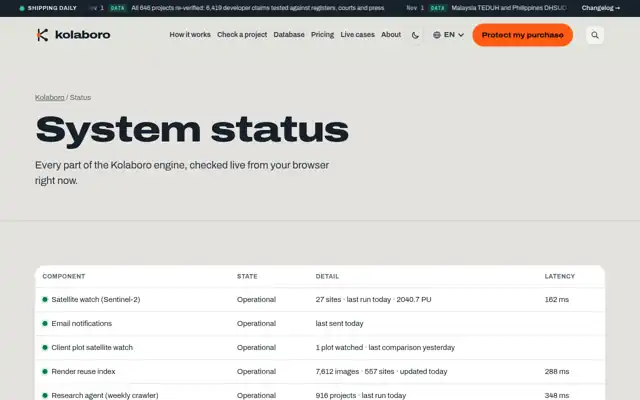 SHIPPING DAILY
Nov 1 DATA All 646 projects re-verified: 6,419 developer claims tested against registers, courts and press
Nov 1 DATA Malaysia TEDUH and Philippines DHSUD
Changelog →
kolaboro
How it works Check a project Database Pricing Live cases About EN Protect my purchase
Kolaboro / Status
System status
Every part of the Kolaboro engine, checked live from your browser
right now.
COMPONENT STATE DETAIL LATENCY
Satellite watch (Sentinel-2) Operational 27 sites · last run today · 2040.7 PU 162 ms
Email notifications Operational last sent today
Client plot satellite watch Operational 1 plot watched · last comparison yesterday
Render reuse index Operational 7,612 images · 557 sites · updated today 288 ms
Research agent (weekly crawler) Operational 916 projects · last run today 348 ms